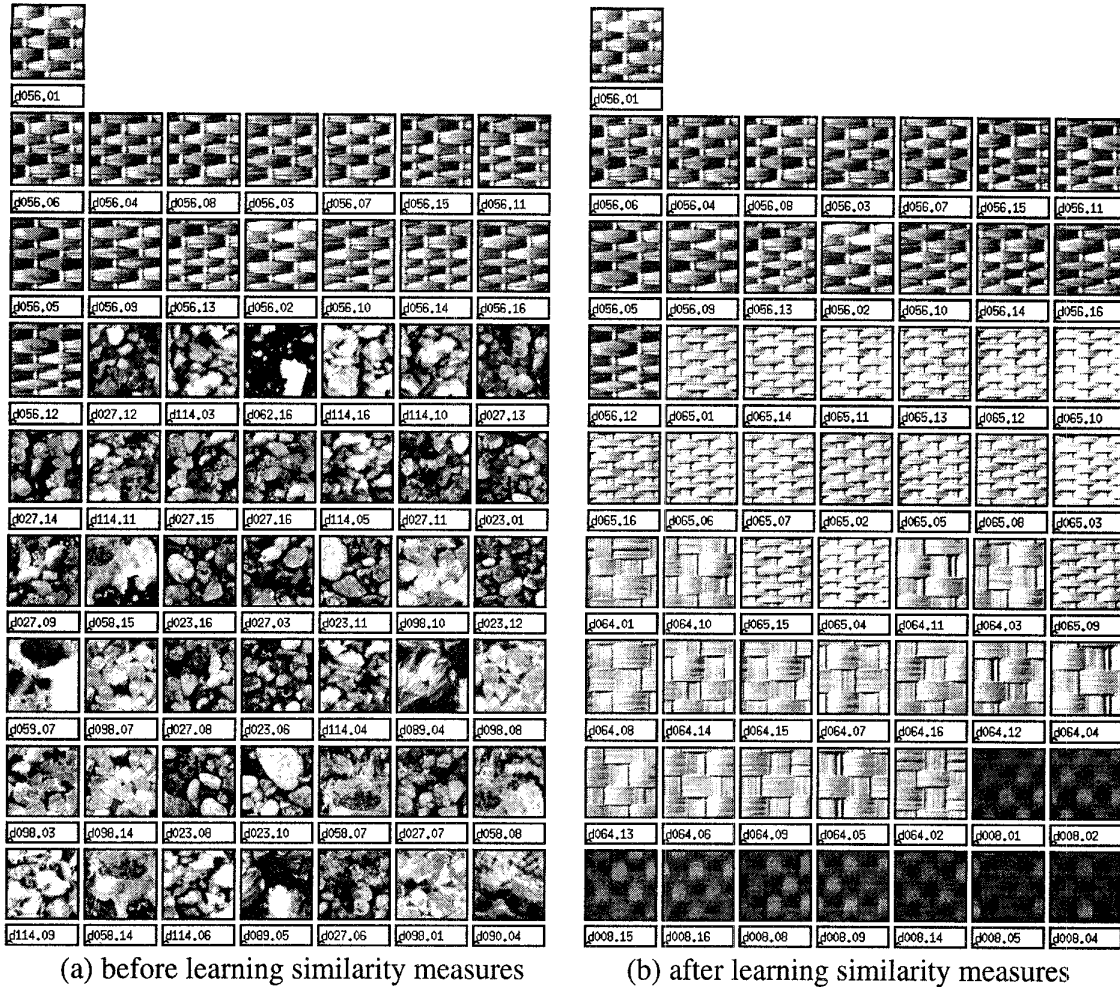 d056.01
d056.06 d056.04 d056.08 d056.03 d056.07 d056.15 d056.11
d056.05 d056.09 d056.13 d056.02 d056.10 d056.14 d056.16
d056.12 d027.12 d114.03 d062.16 d114.16 d114.10 d027.13
d027.14 d114.11 d027.15 d027.16 d114.05 d027.11 d023.01
d027.09 d058.15 d023.16 d027.03 d023.11 d098.10 d023.12
d059.07 d098.07 d027.08 d023.06 d114.04 d089.04 d098.08
d098.03 d098.14 d023.08 d023.10 d058.07 d027.07 d058.08
d114.09 d058.14 d114.06 d089.05 d027.06 d098.01 d090.04
(a) before learning similarity measures
d056.01
d056.06 d056.04 d056.08 d056.03 d056.07 d056.15 d056.11
d056.05 d056.09 d056.13 d056.02 d056.10 d056.14 d056.16
d056.12 d065.01 d065.14 d065.11 d065.13 d065.12 d065.10
d065.16 d065.06 d065.07 d065.02 d065.05 d065.08 d065.03
d064.01 d064.10 d065.15 d065.04 d064.11 d064.03 d065.09
d064.08 d064.14 d064.15 d064.07 d064.16 d064.12 d064.04
d064.13 d064.06 d064.09 d064.05 d064.02 d008.01 d008.02
d008.15 d008.16 d008.08 d008.09 d008.14 d008.05 d008.04
(b) after learning similarity measures